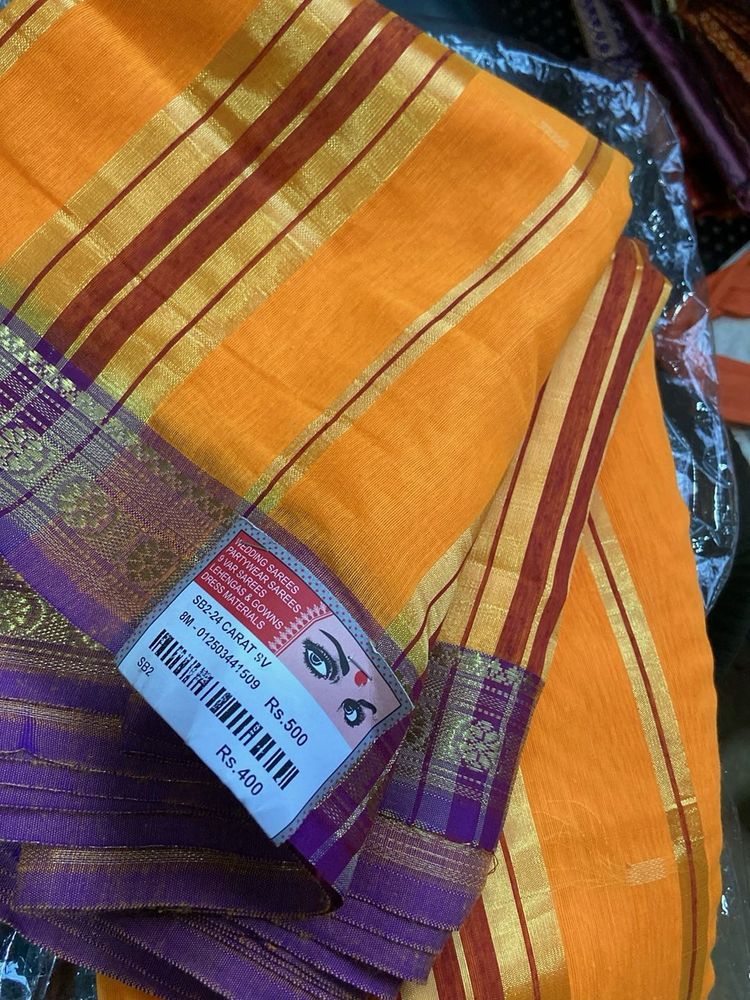 WEDDING SAREES
PARTYWEAR SAREES
9 VAR SAREES
LEHENGAS & GOWNS
DRESS MATERIALS
SB2-24 CARAT SV
8M.. 012503441509
SB2
Rs.500
Rs.400